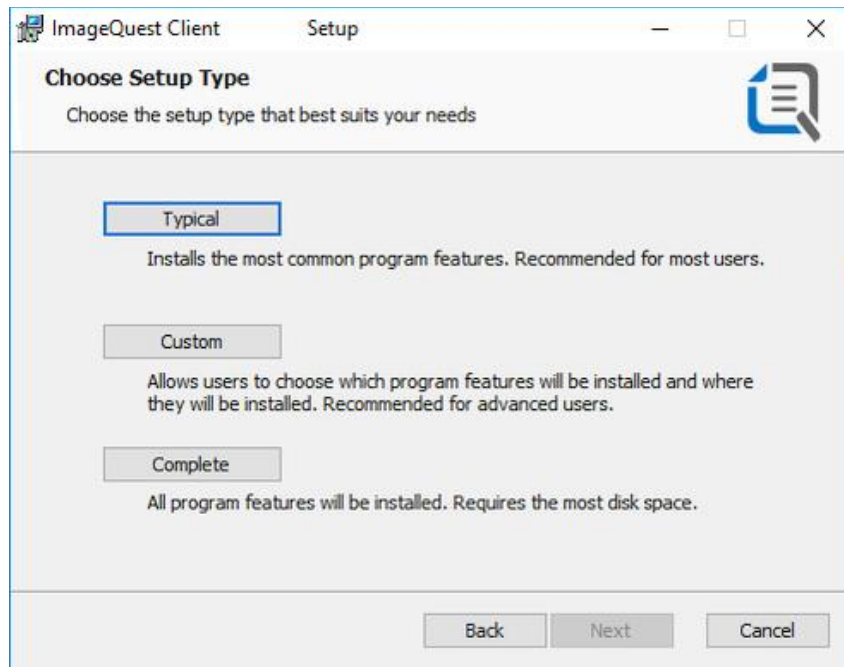 ImageQuest Client Setup
Choose Setup Type
Choose the setup type that best suits your needs
Typical
Installs the most common program features. Recommended for most users.
Custom
Allows users to choose which program features will be installed and where
they will be installed. Recommended for advanced users.
Complete
All program features will be installed. Requires the most disk space.
Back Next Cancel